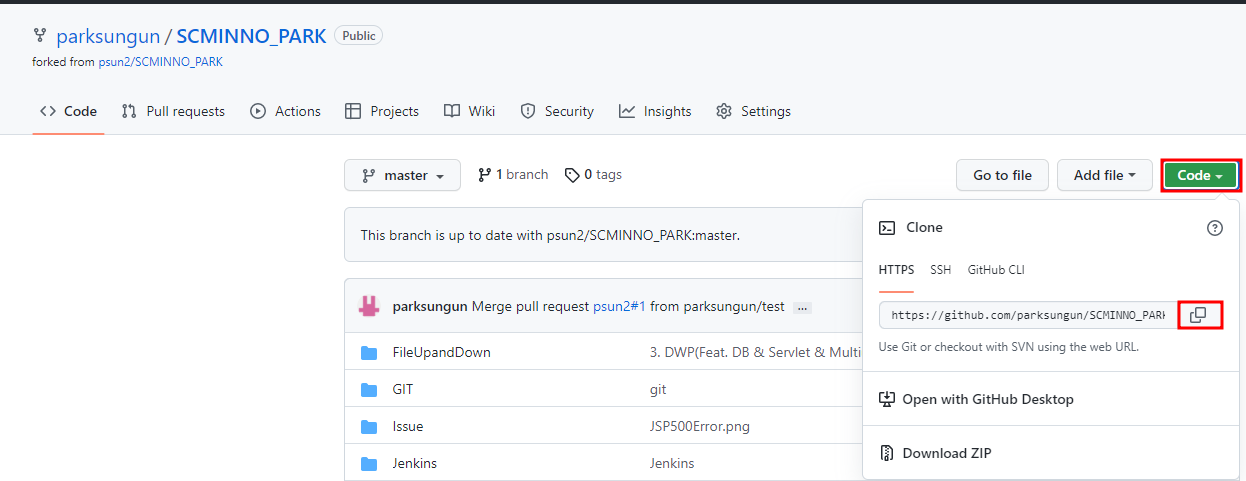 parksungun / SCMINNO_PARK Public
forked from psun2/SCMINNO_PARK
Code Pull requests Actions Projects Wiki Security Insights Settings
master 1 branch 0 tags Go to file Add file Code
This branch is up to date with psun2/SCMINNO_PARK:master.
Clone
HTTPS SSH GitHub CLI
https://github.com/parksungun/SCMINNO_PARK
Use Git or checkout with SVN using the web URL.
Open with GitHub Desktop
Download ZIP
parksungun Merge pull request psun2#1 from parksungun/test ...
FileUpandDown 3. DWP(Feat. DB & Servlet & Multi
GIT git
Issue JSP500Error.png
Jenkins Jenkins